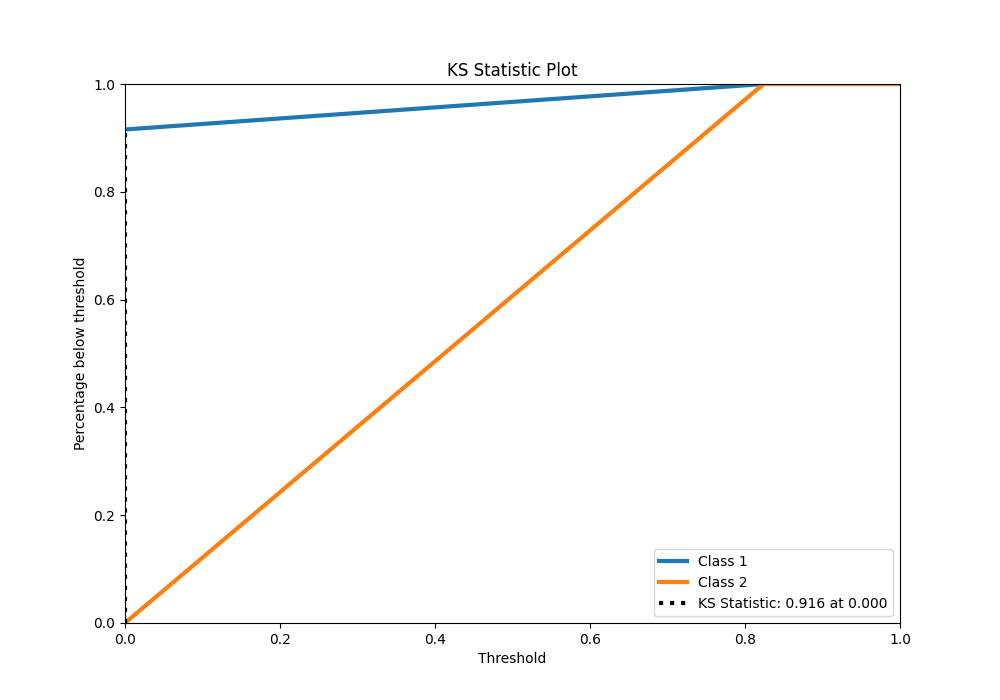 KS Statistic Plot
1.0
0.8
0.6
0.4
0.2
0.0
Percentage below threshold
0.0 0.2 0.4 0.6 0.8 1.0
Threshold
Class 1
Class 2
KS Statistic: 0.916 at 0.000